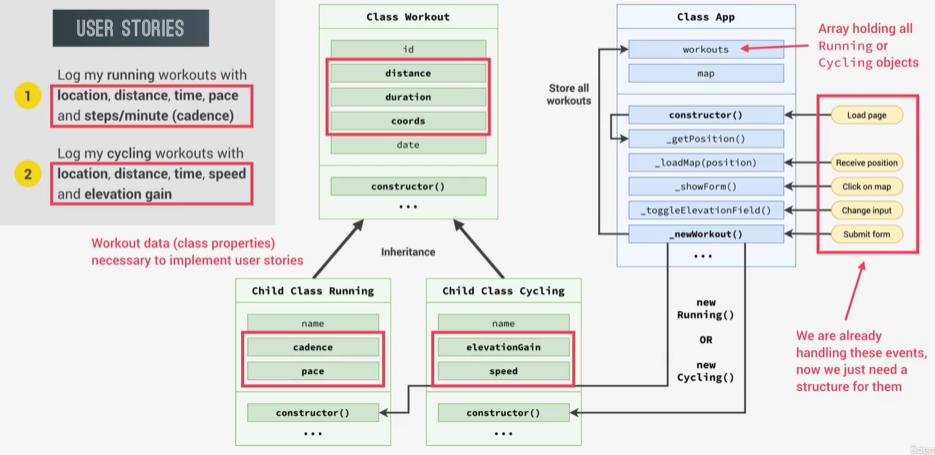 USER STORIES
1
Log my running workouts with
location, distance, time, pace
and steps/minute (cadence)
2
Log my cycling workouts with
location, distance, time, speed
and elevation gain
Workout data (class properties)
necessary to implement user stories
Class Workout
id
distance
duration
coords
date
constructor()
...
Inheritance
Child Class Running
name
cadence
pace
constructor()
...
Child Class Cycling
name
elevationGain
speed
constructor()
...
Class App
workouts
map
constructor()
_getPosition()
_loadMap(position)
_showForm()
_toggleElevationField()
_newWorkout()
...
Store all
workouts
new
Running()
OR
new
Cycling()
Array holding all
Running or
Cycling objects
Load page
Receive position
Click on map
Change input
Submit form
We are already
handling these events,
now we just need a
structure for them